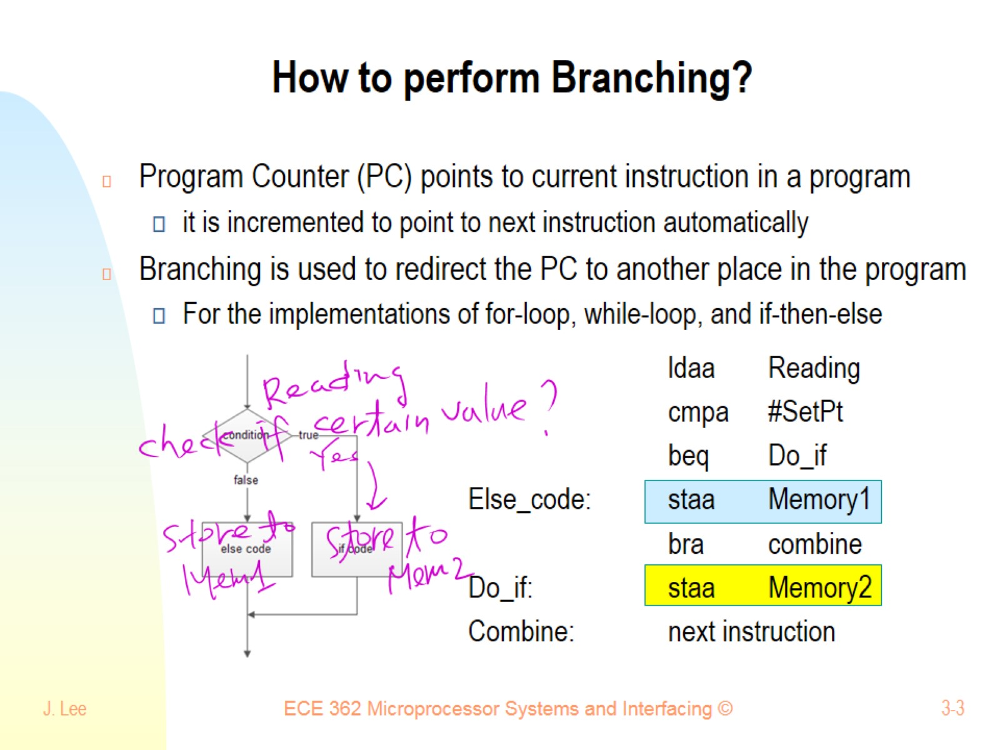 How to perform Branching?
Program Counter (PC) points to current instruction in a program
it is incremented to point to next instruction automatically
Branching is used to redirect the PC to another place in the program
For the implementations of for-loop, while-loop, and if-then-else
Reading
check if certain value?
condition
true
Yes
false
Store to
Mem1
else code
Store to
Mem2
if code
ldaa Reading
cmpa #SetPt
beq Do_if
Else_code: staa Memory1
bra combine
Do_if: staa Memory2
Combine: next instruction
J. Lee ECE 362 Microprocessor Systems and Interfacing © 3-3